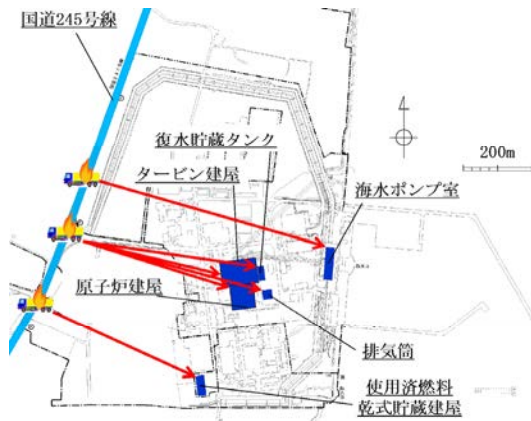 国道245号線
復水貯蔵タンク
タービン建屋
200m
海水ポンプ室
原子炉建屋
排気筒
使用済燃料
乾式貯蔵建屋